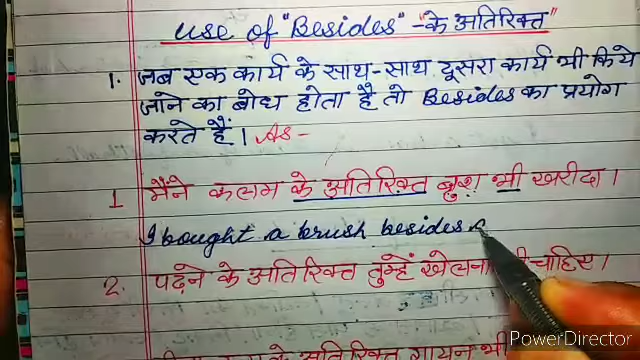 use of "Besides" - "के अतिरिक्त"
1. जब एक कार्य के साथ-साथ दूसरा कार्य भी किये
जाने का बोध होता है तो Besides का प्रयोग
करते हैं। As -
1 मैंने कलम के अतिरिक्त ब्रुश भी खरीदा।
I bought a brush besides
2. पढ़ने के अतिरिक्त तुम्हें खेलना चाहिए।
के अतिरिक्त गायन भी
PowerDirector